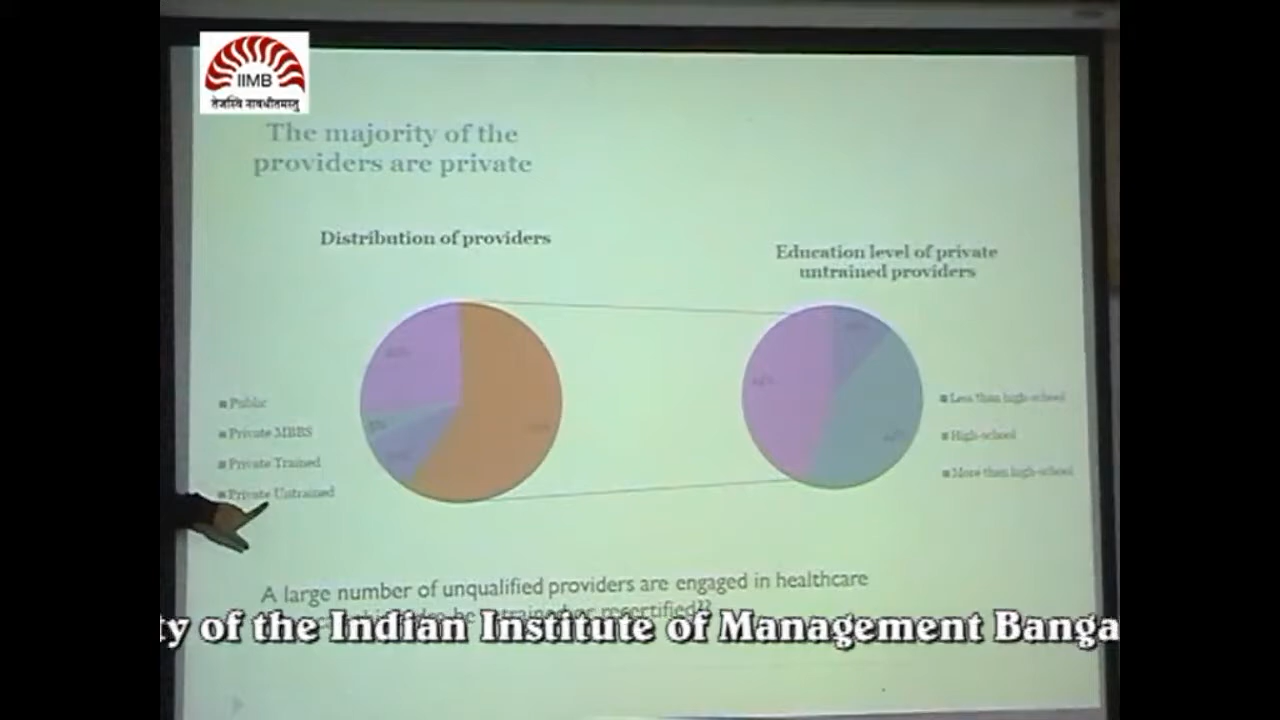 IIMB
तेजस्वि नावधीतमस्तु
The majority of the
providers are private
Distribution of providers
Education level of private
untrained providers
Public
Private MBBS
Private Trained
Private Untrained
Less than high-school
High-school
More than high-school
A large number of unqualified providers are engaged in healthcare
recertified??
ty of the Indian Institute of Management Banga